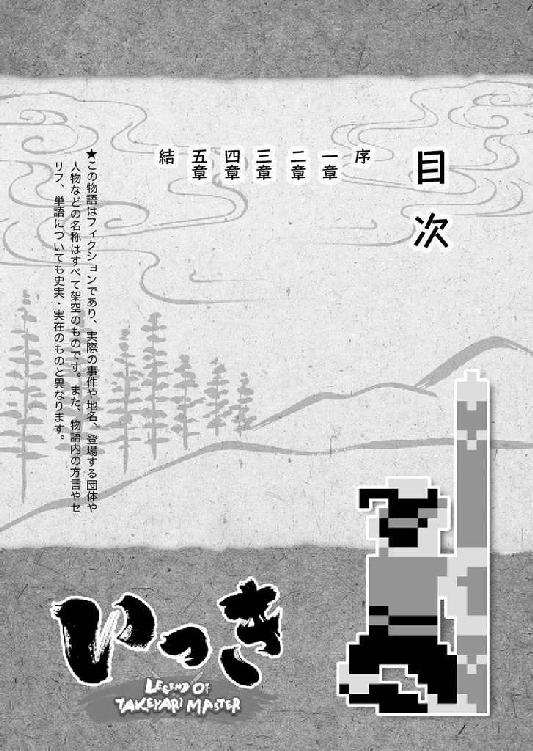 目次
序
一章
二章
三章
四章
五章
結
★この物語はフィクションであり、実際の事件や地名、登場する団体や
人物などの名称はすべて架空のものです。また、物語内の方言やセ
リフ、単語についても史実・実在のものと異なります。
いっき
LEGEND OF
TAKEYARI MASTER